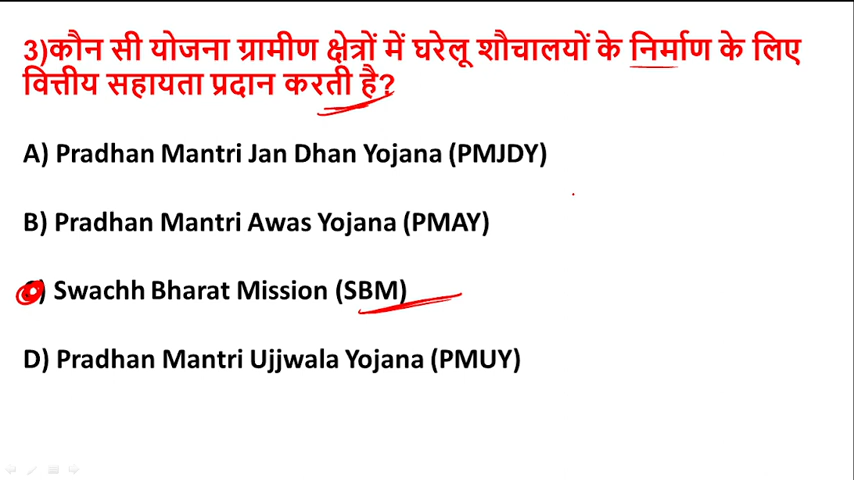 3)कौन सी योजना ग्रामीण क्षेत्रों में घरेलू शौचालयों के निर्माण के लिए
वित्तीय सहायता प्रदान करती है?
A) Pradhan Mantri Jan Dhan Yojana (PMJDY)
B) Pradhan Mantri Awas Yojana (PMAY)
C) Swachh Bharat Mission (SBM)
D) Pradhan Mantri Ujjwala Yojana (PMUY)